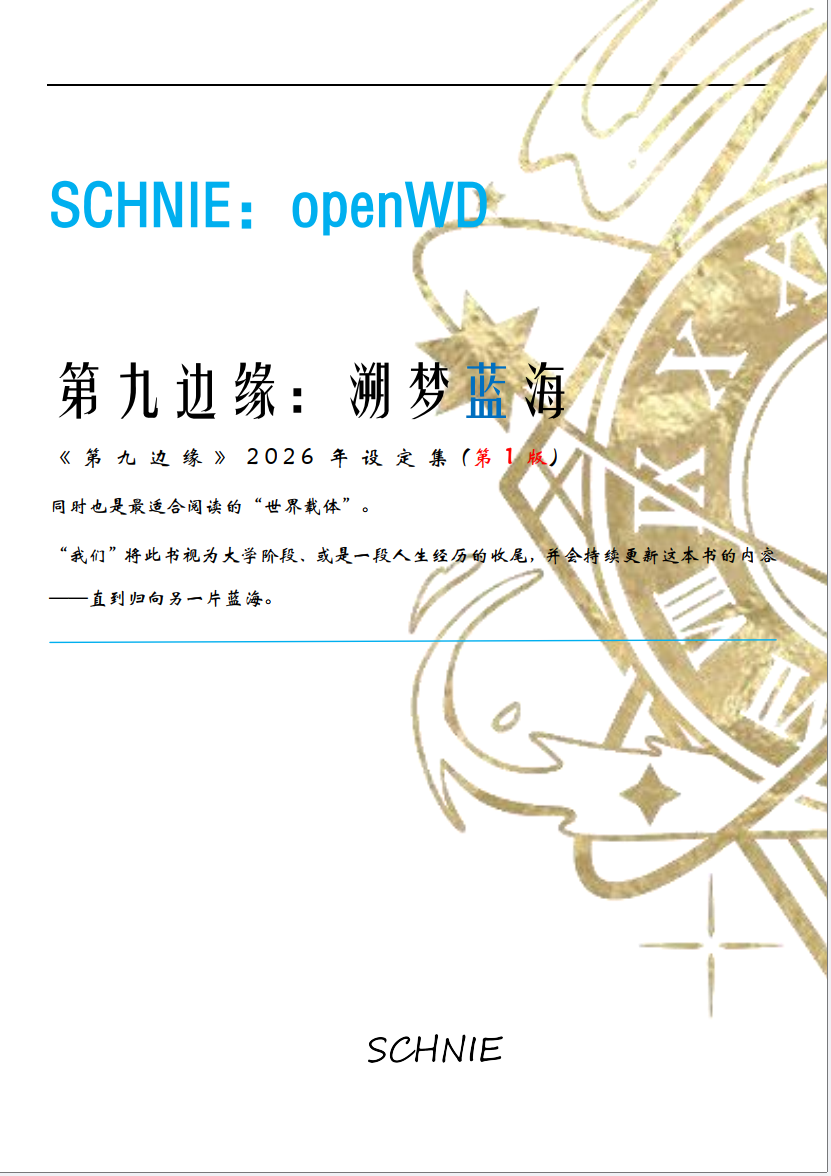 SCHNIE：openWD
第九边缘：溯梦蓝海
《第九边缘》2026年设定集(第1版)
同时也是最适合阅读的“世界载体”。
“我们”将此书视为大学阶段、或是一段人生经历的收尾，并会持续更新这本书的内容
——直到归向另一片蓝海。
XI
X
IX
VIII
VII
SCHNIE